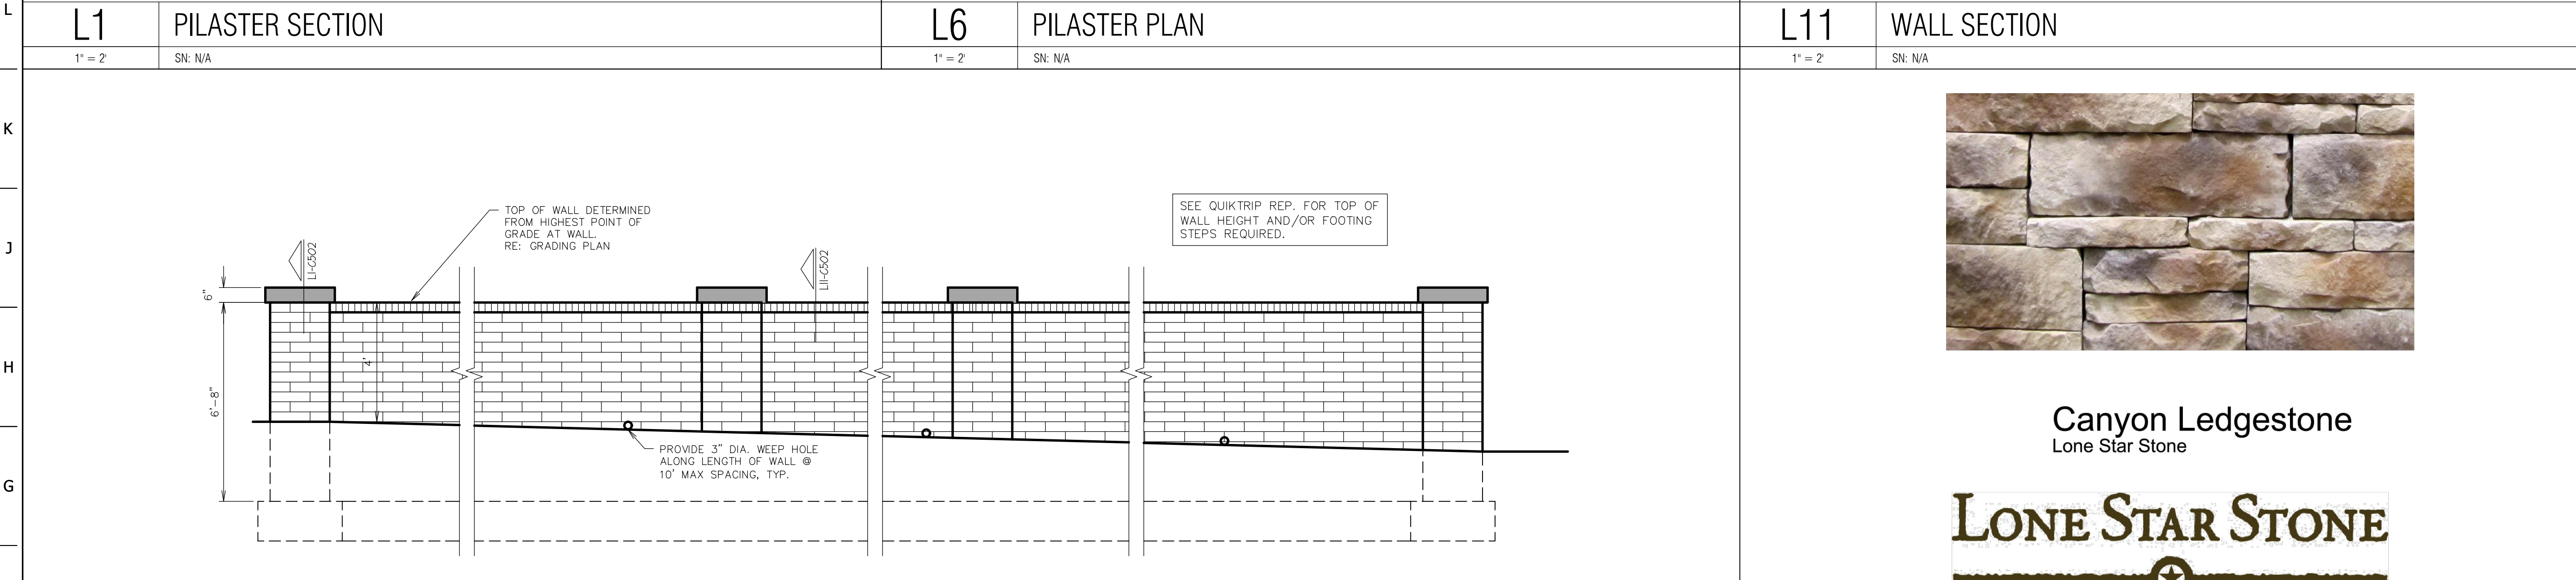 L
L1
PILASTER SECTION
1" = 2'
SN: N/A
L6
PILASTER PLAN
1" = 2'
SN: N/A
L11
WALL SECTION
1" = 2'
SN: N/A
K
J
H
G
TOP OF WALL DETERMINED
FROM HIGHEST POINT OF
GRADE AT WALL.
RE: GRADING PLAN
SEE QUIKTRIP REP. FOR TOP OF
WALL HEIGHT AND/OR FOOTING
STEPS REQUIRED.
L1-C502
L11-C502
6"
4'
6'-8"
PROVIDE 3" DIA. WEEP HOLE
ALONG LENGTH OF WALL @
10' MAX SPACING, TYP.
Canyon Ledgestone
Lone Star Stone
LONE STAR STONE